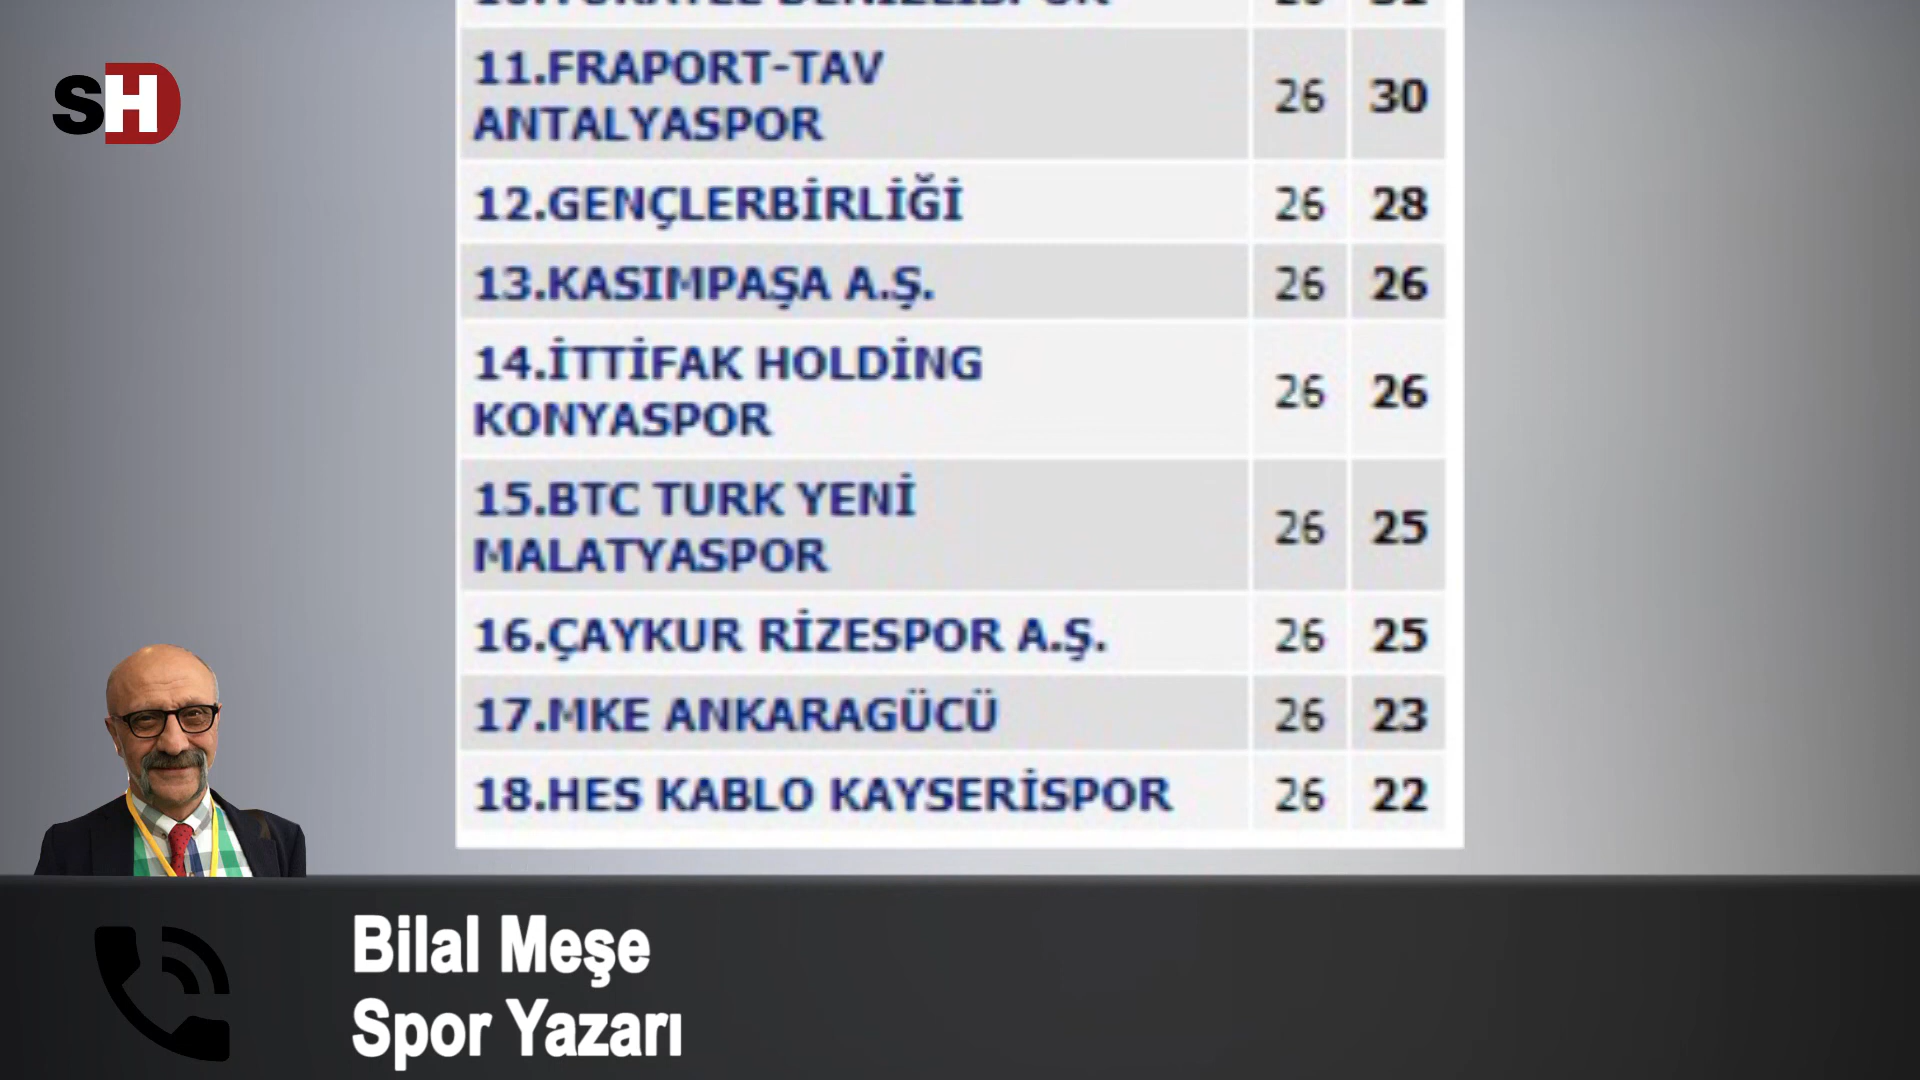 SHD
11.FRAPORT-TAV
ANTALYASPOR 26 30
12.GENÇLERBİRLİĞİ 26 28
13.KASIMPAŞA A.Ş. 26 26
14.İTTİFAK HOLDİNG
KONYASPOR 26 26
15.BTC TURK YENİ
MALATYASPOR 26 25
16.ÇAYKUR RİZESPOR A.Ş. 26 25
17.MKE ANKARAGÜCÜ 26 23
18.HES KABLO KAYSERİSPOR 26 22
Bilal Meşe
Spor Yazarı